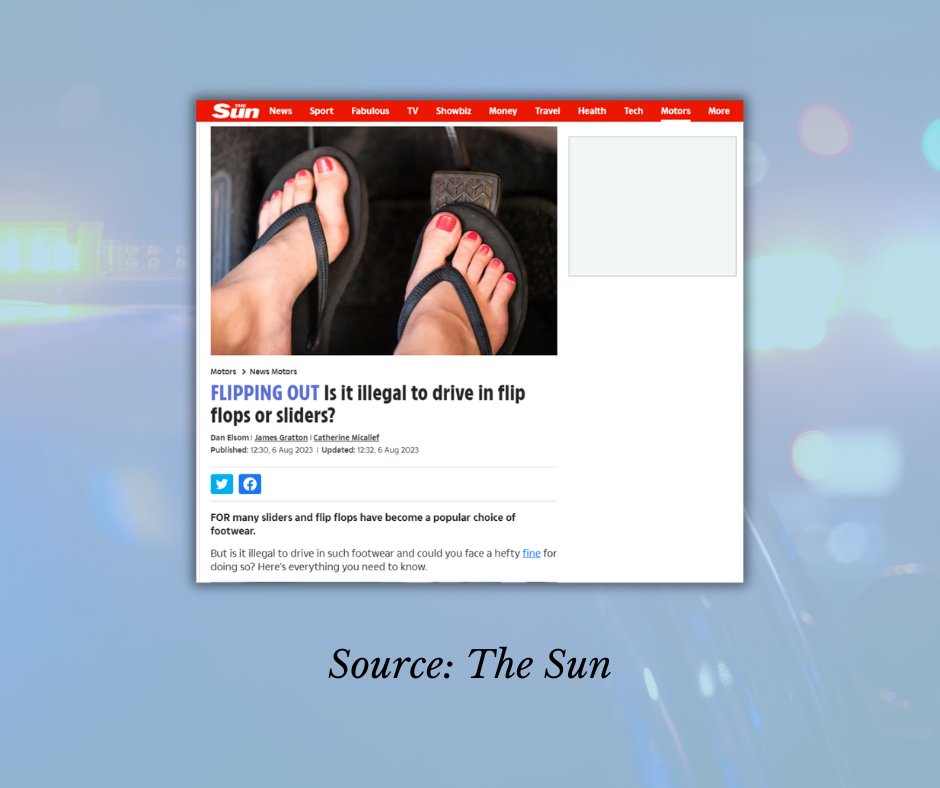 THE Sun News Sport Fabulous TV Showbiz Money Travel Health Tech Motors More
Motors > News Motors
FLIPPING OUT Is it illegal to drive in flip
flops or sliders?
Dan Elsom | James Gratton | Catherine Micallef
Published: 12:30, 6 Aug 2023 | Updated: 12:32, 6 Aug 2023
FOR many sliders and flip flops have become a popular choice of
footwear.
But is it illegal to drive in such footwear and could you face a hefty fine for
doing so? Here's everything you need to know.
Source: The Sun